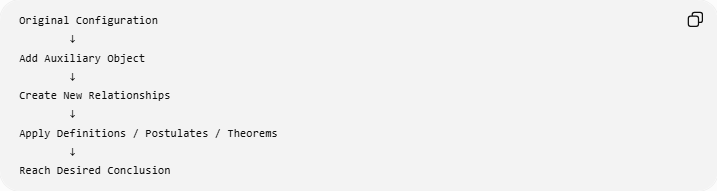 Original Configuration
↓
Add Auxiliary Object
↓
Create New Relationships
↓
Apply Definitions / Postulates / Theorems
↓
Reach Desired Conclusion